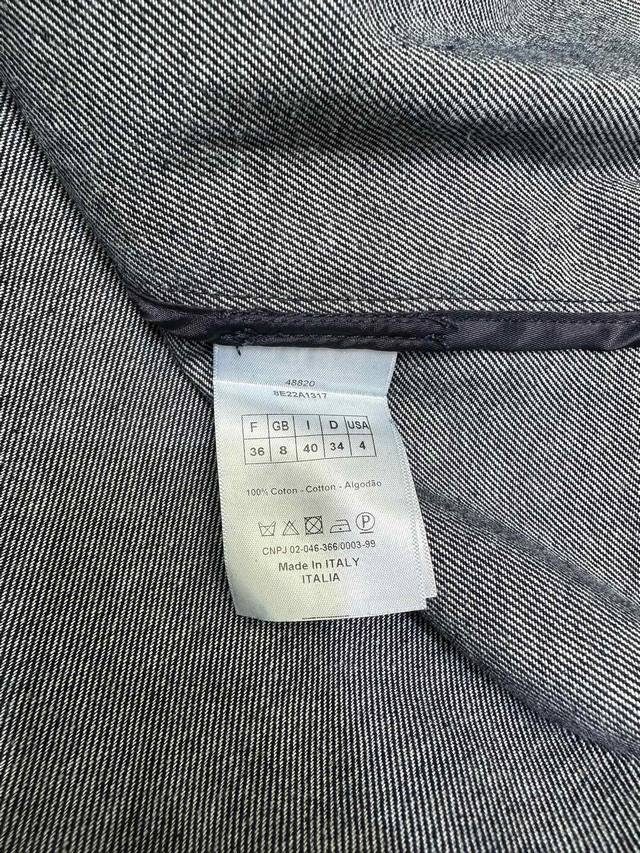 48820
8E22A1317
F GB I D USA
36 8 40 34 4
100% Coton - Cotton - Algodão
P
CNPJ 02-046-366/0003-99
Made in ITALY
ITALIA